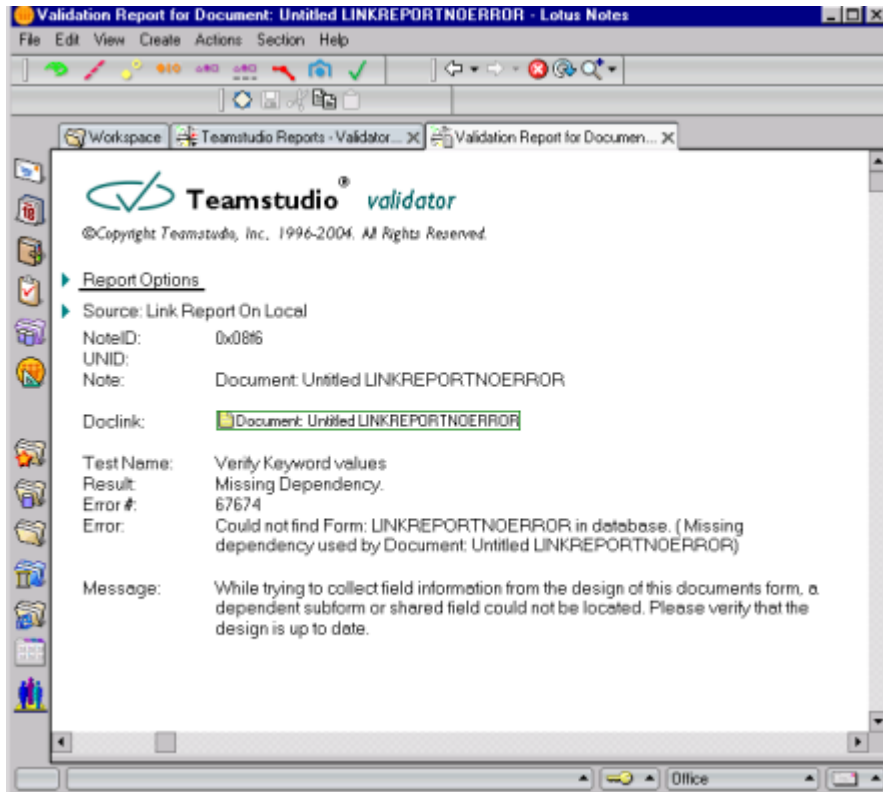 Validation Report for Document: Untitled LINKREPORTNOERROR - Lotus Notes
File Edit View Create Actions Section Help
Workspace Teamstudio Reports - Validator... Validation Report for Documen...
Teamstudio® validator
©Copyright Teamstudio, Inc, 1996-2004. All Rights Reserved.
Report Options
Source: Link Report On Local
NoteID: 0x08f6
UNID:
Note: Document: Untitled LINKREPORTNOERROR
Doclink: Document: Untitled LINKREPORTNOERROR
Test Name: Verify Keyword values
Result: Missing Dependency.
Error #: 67674
Error: Could not find Form: LINKREPORTNOERROR in database. ( Missing
dependency used by Document: Untitled LINKREPORTNOERROR)
Message: While trying to collect field information from the design of this documents form, a
dependent subform or shared field could not be located. Please verify that the
design is up to date.
Office